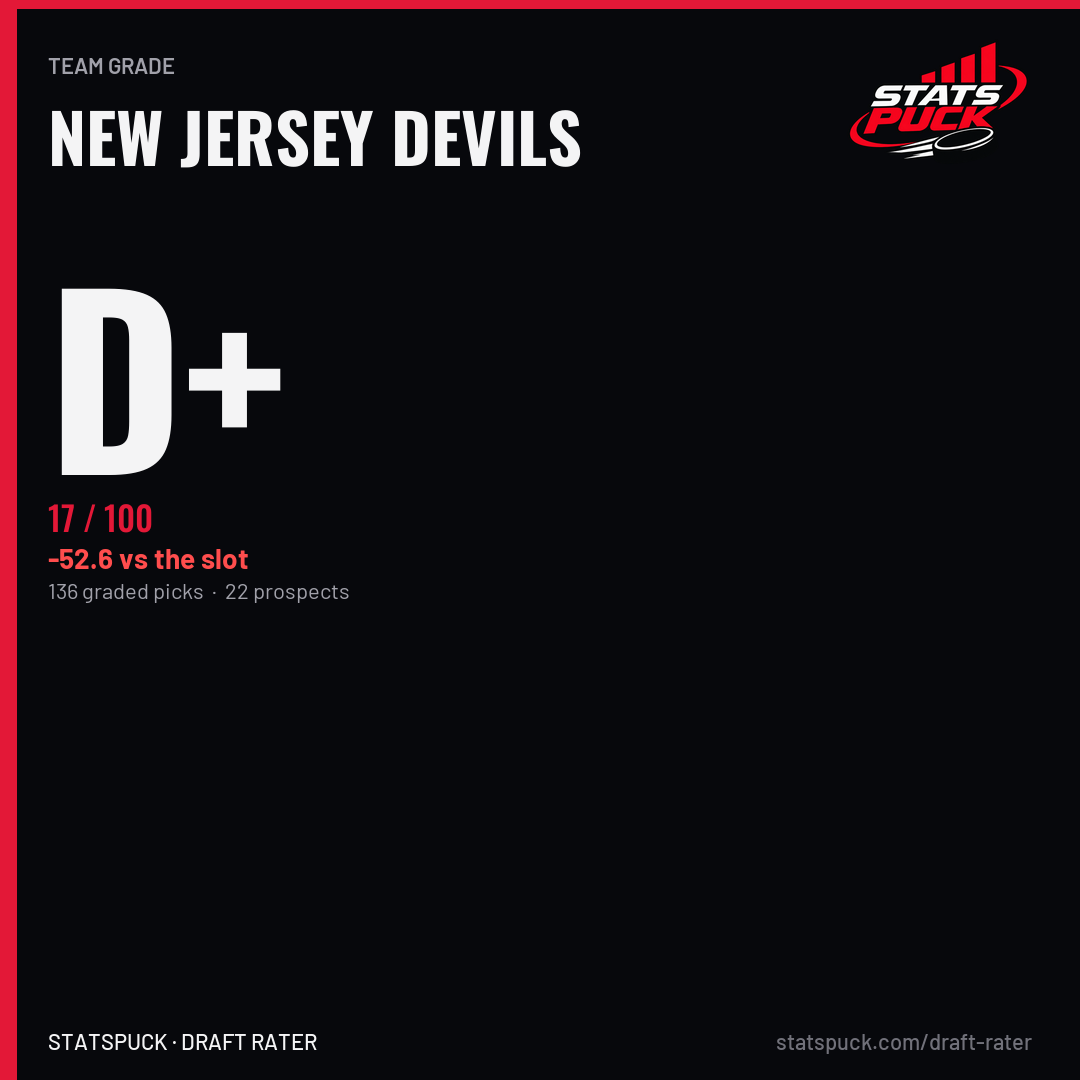 TEAM GRADE
NEW JERSEY DEVILS
STATS
PUCK
D+
17 / 100
-52.6 vs the slot
136 graded picks · 22 prospects
STATSPUCK · DRAFT RATER
statspuck.com/draft-rater